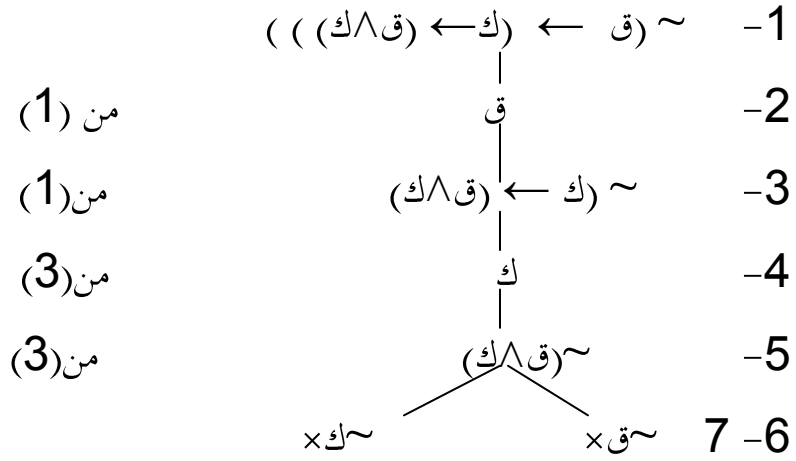 1– ~ (ق ← (ك ← (ق∧ك) ) )
2– ق من (1)
3– ~ (ك ← (ق∧ك) من(1)
4– ك من(3)
5– ~(ق∧ك) من(3)
6– 7 ~ق× ~ك×